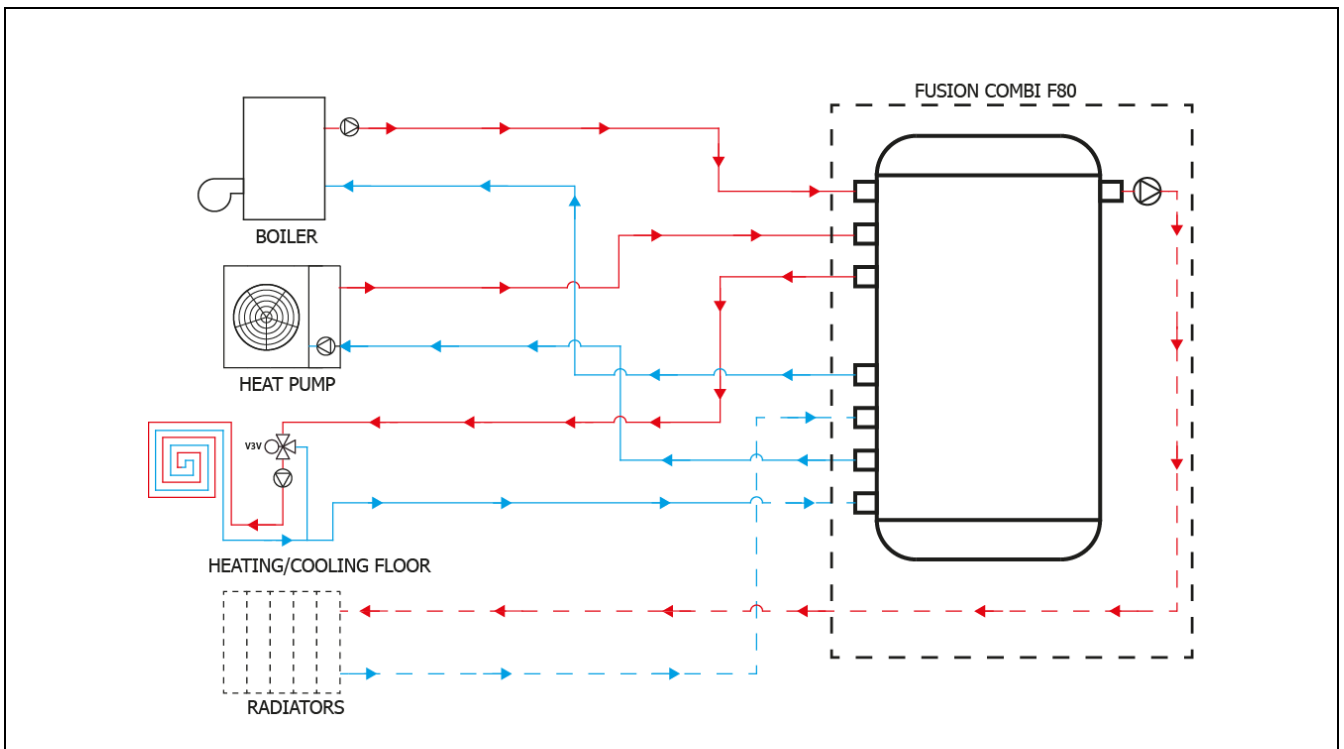 FUSION COMBI F80
BOILER
HEAT PUMP
V3V
HEATING/COOLING FLOOR
RADIATORS